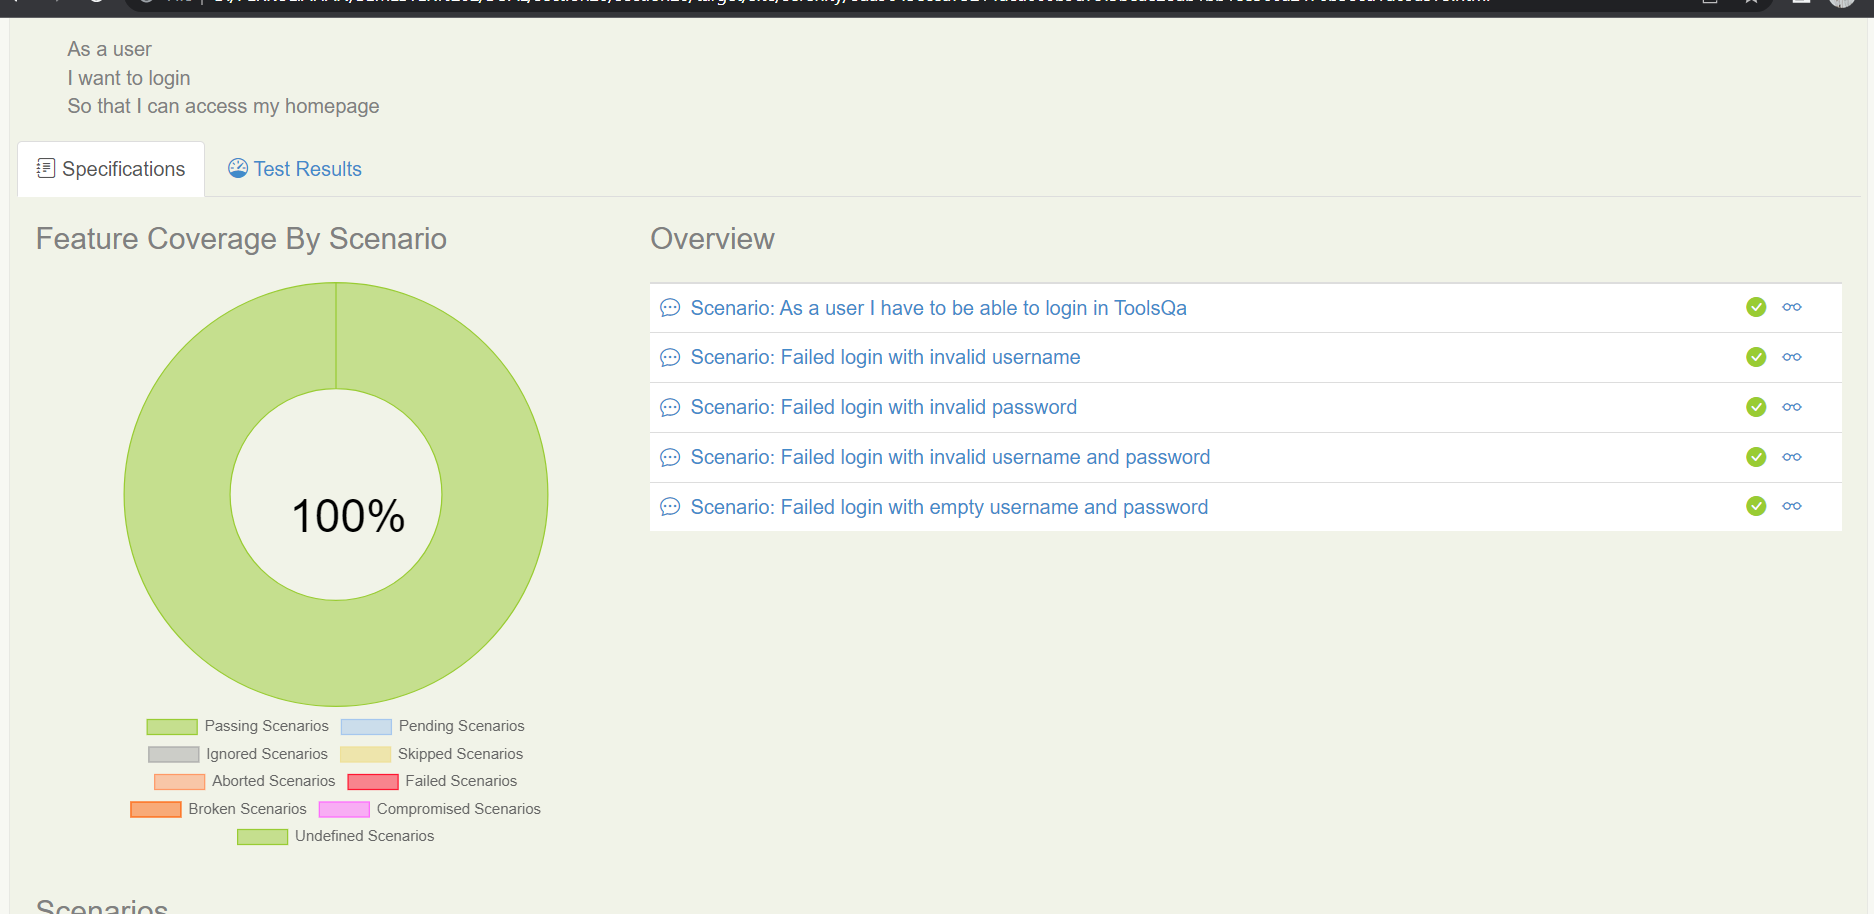 As a user
I want to login
So that I can access my homepage
Specifications
Test Results
Feature Coverage By Scenario
Overview
Scenario: As a user I have to be able to login in ToolsQa
Scenario: Failed login with invalid username
Scenario: Failed login with invalid password
Scenario: Failed login with invalid username and password
Scenario: Failed login with empty username and password
100%
Passing Scenarios
Pending Scenarios
Ignored Scenarios
Skipped Scenarios
Aborted Scenarios
Failed Scenarios
Broken Scenarios
Compromised Scenarios
Undefined Scenarios
Scenarios